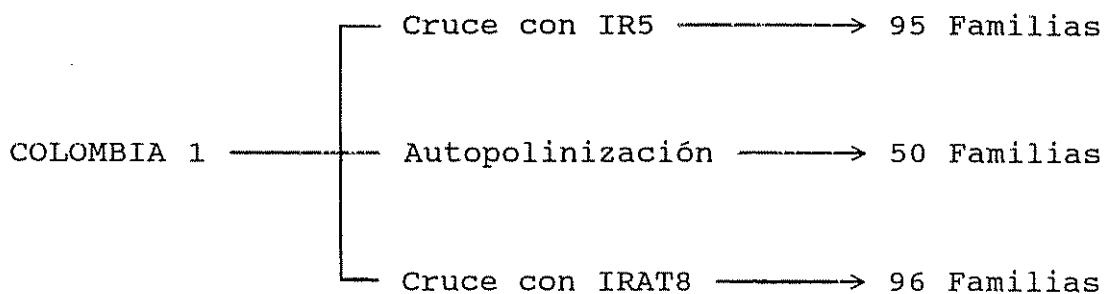 Cruce con IR5 → 95 Familias
COLOMBIA 1 Autopolinización → 50 Familias
Cruce con IRAT8 → 96 Familias